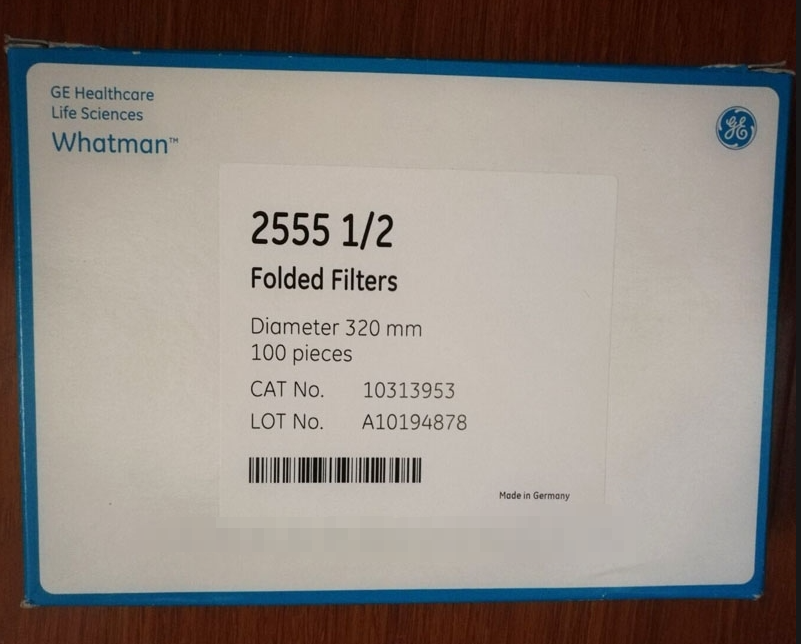 GE Healthcare
Life Sciences
Whatman™
GE
2555 1/2
Folded Filters
Diameter 320 mm
100 pieces
CAT No. 10313953
LOT No. A10194878
Made in Germany